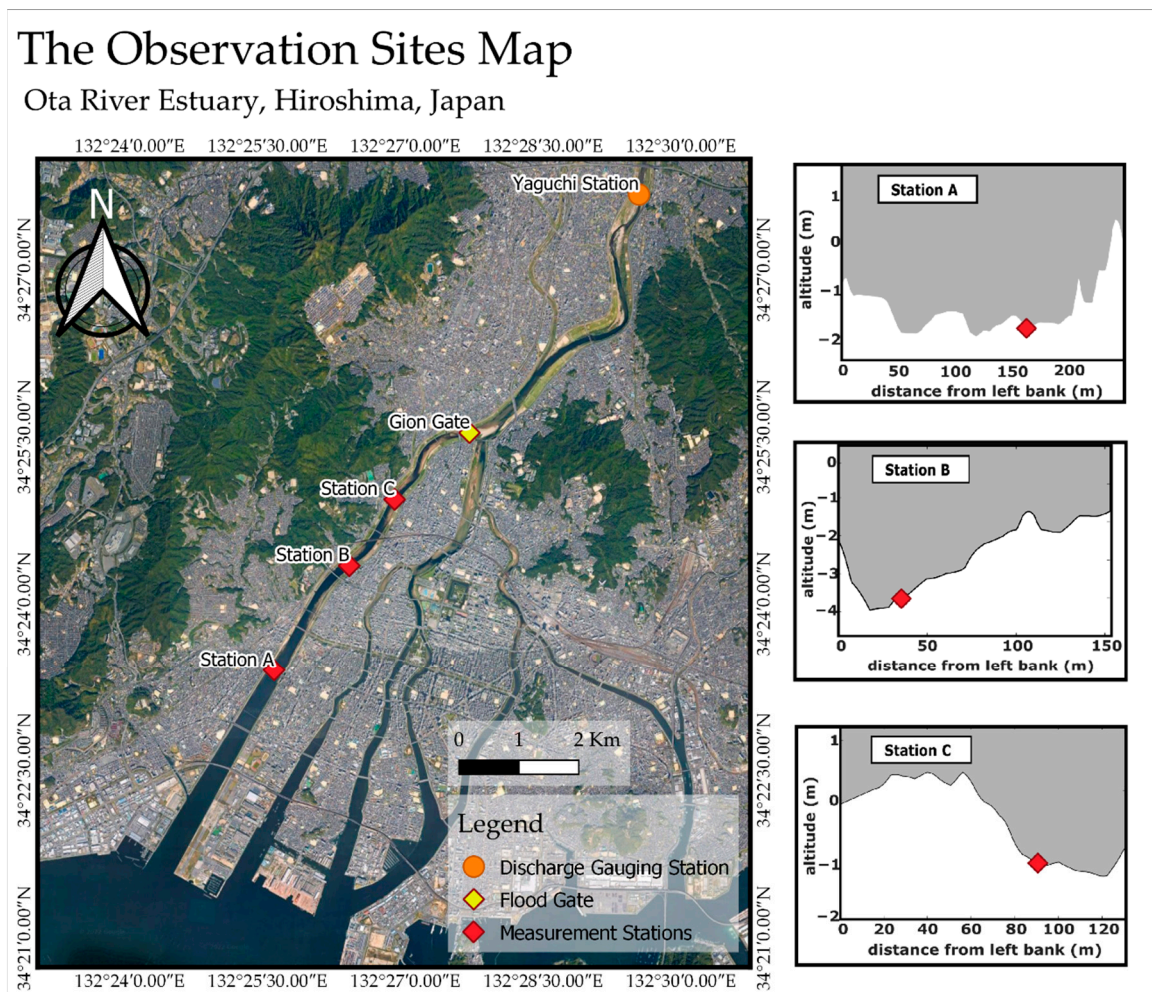 The Observation Sites Map
Ota River Estuary, Hiroshima, Japan
132°24′0.00″E 132°25′30.00″E 132°27′0.00″E 132°28′30.00″E 132°30′0.00″E
N
34°27′0.00″N
34°25′30.00″N
34°24′0.00″N
34°22′30.00″N
34°21′0.00″N
Yaguchi Station
Gion Gate
Station C
Station B
Station A
0 1 2 Km
Legend
Discharge Gauging Station
Flood Gate
Measurement Stations
34°27′0.00″N
34°25′30.00″N
34°24′0.00″N
34°22′30.00″N
34°21′0.00″N
132°24′0.00″E 132°25′30.00″E 132°27′0.00″E 132°28′30.00″E 132°30′0.00″E
Station A
altitude (m)
1
0
−1
−2
0 50 100 150 200
distance from left bank (m)
Station B
altitude (m)
0
−1
−2
−3
−4
0 50 100 150
distance from left bank (m)
Station C
altitude (m)
1
0
−1
−2
0 20 40 60 80 100 120
distance from left bank (m)